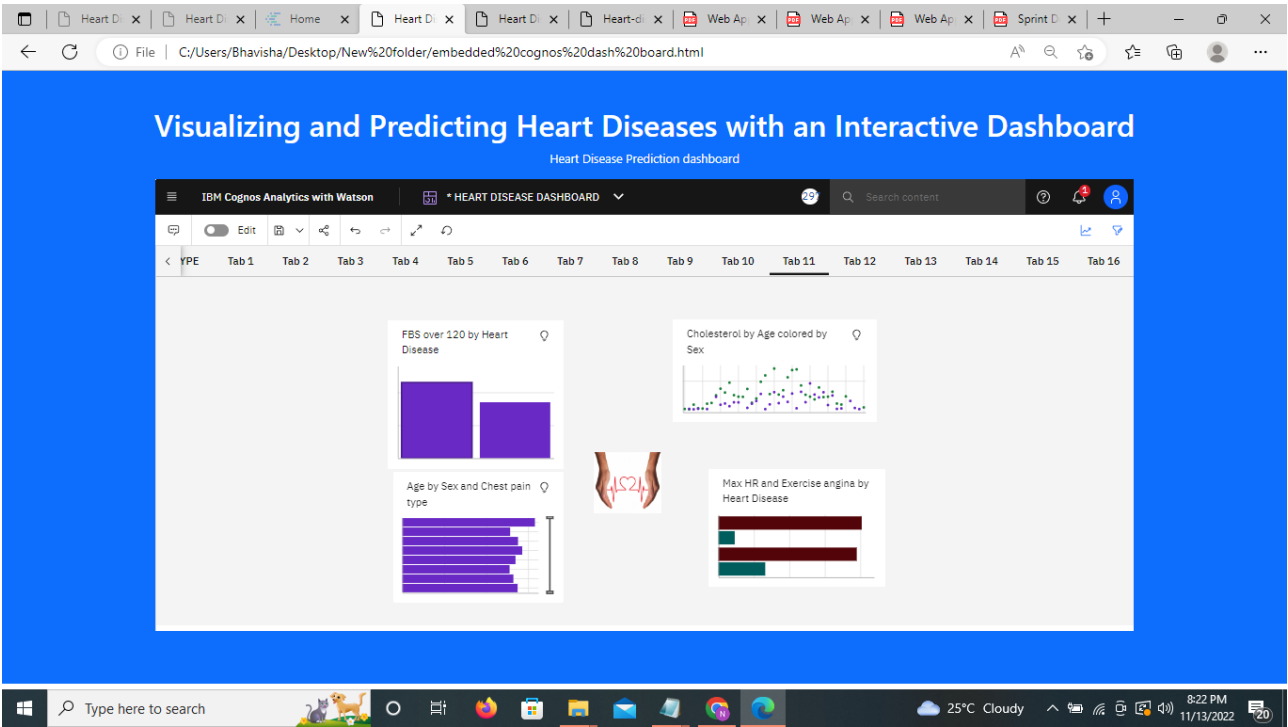 Heart Di
Heart Di
Home
Heart Di
Heart Di
Heart-di
Web Ap
Web Ap
Web Ap
Sprint D
File
C:/Users/Bhavisha/Desktop/New%20folder/embedded%20cognos%20dash%20board.html
Visualizing and Predicting Heart Diseases with an Interactive Dashboard
Heart Disease Prediction dashboard
IBM Cognos Analytics with Watson
* HEART DISEASE DASHBOARD
Search content
1
Edit
YPE Tab 1 Tab 2 Tab 3 Tab 4 Tab 5 Tab 6 Tab 7 Tab 8 Tab 9 Tab 10 Tab 11 Tab 12 Tab 13 Tab 14 Tab 15 Tab 16
FBS over 120 by Heart
Disease
Cholesterol by Age colored by
Sex
Age by Sex and Chest pain
type
Max HR and Exercise angina by
Heart Disease
Type here to search
25°C Cloudy
8:22 PM
11/13/2022
20